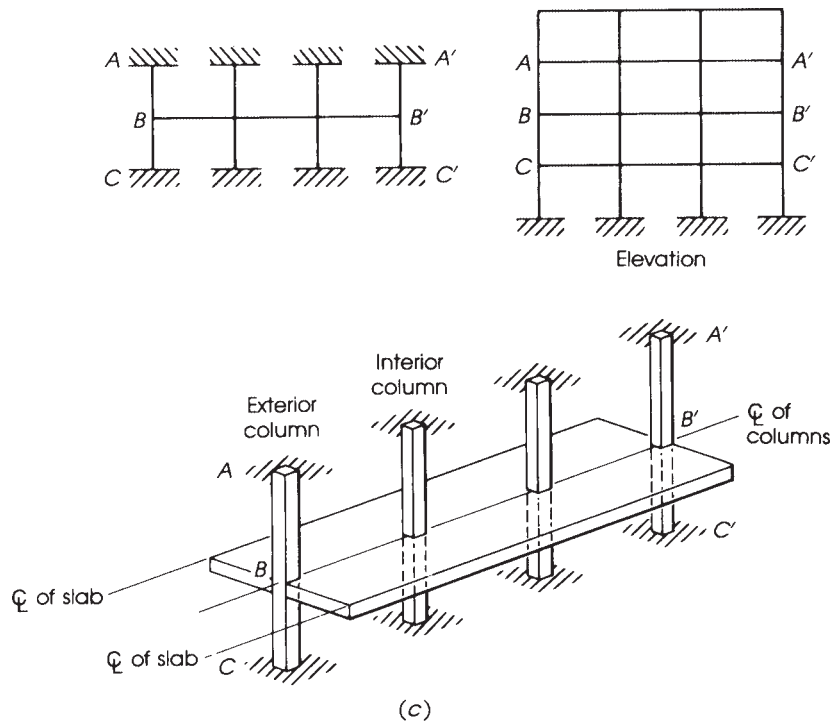 A
A'
B
B'
C
C'
A
A'
B
B'
C
C'
Elevation
A'
Interior
column
Exterior
column
B'
℄ of
columns
A
B
C'
℄ of slab
℄ of slab
C
(c)